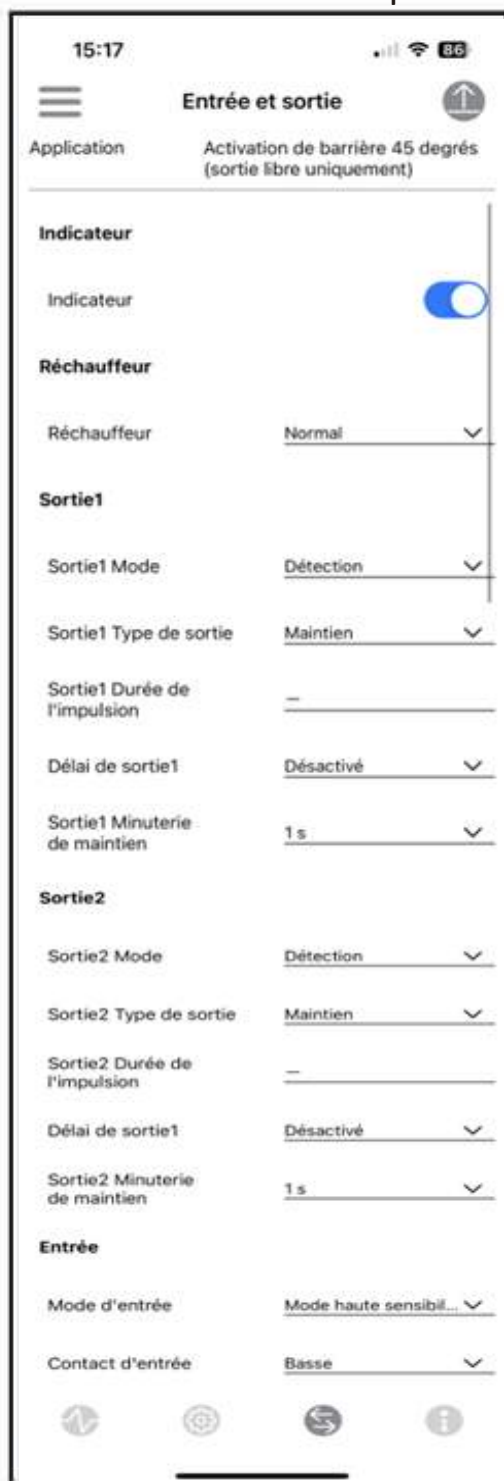 15:17
86
Entrée et sortie
Application
Activation de barrière 45 degrés
(sortie libre uniquement)
Indicateur
Indicateur
Réchauffeur
Réchauffeur Normal
Sortie1
Sortie1 Mode Détection
Sortie1 Type de sortie Maintien
Sortie1 Durée de
l'impulsion
–
Délai de sortie1 Désactivé
Sortie1 Minuterie
de maintien
1 s
Sortie2
Sortie2 Mode Détection
Sortie2 Type de sortie Maintien
Sortie2 Durée de
l'impulsion
–
Délai de sortie1 Désactivé
Sortie2 Minuterie
de maintien
1 s
Entrée
Mode d'entrée Mode haute sensibil...
Contact d'entrée Basse